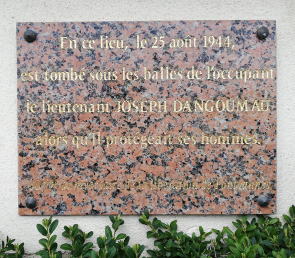 En ce lieu, le 25 août 1944,
est tombé sous les balles de l'occupant
le lieutenant JOSEPH DANGOUMAU
alors qu'il protégeait ses hommes.